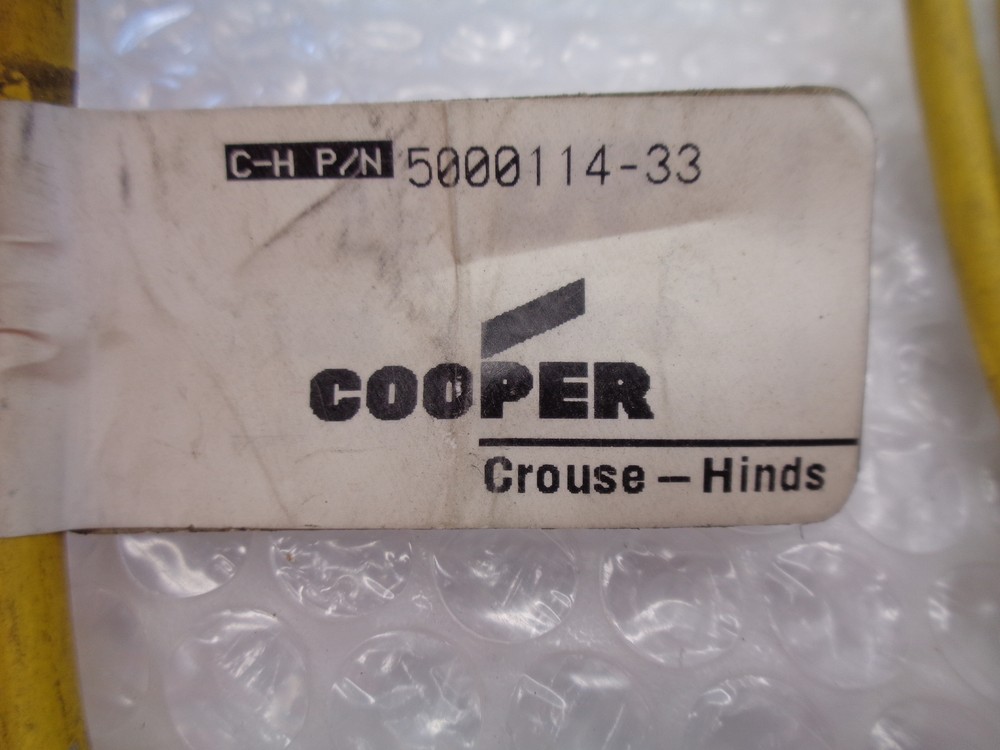 C-H P/N 5000114-33
COOPER
Crouse-Hinds